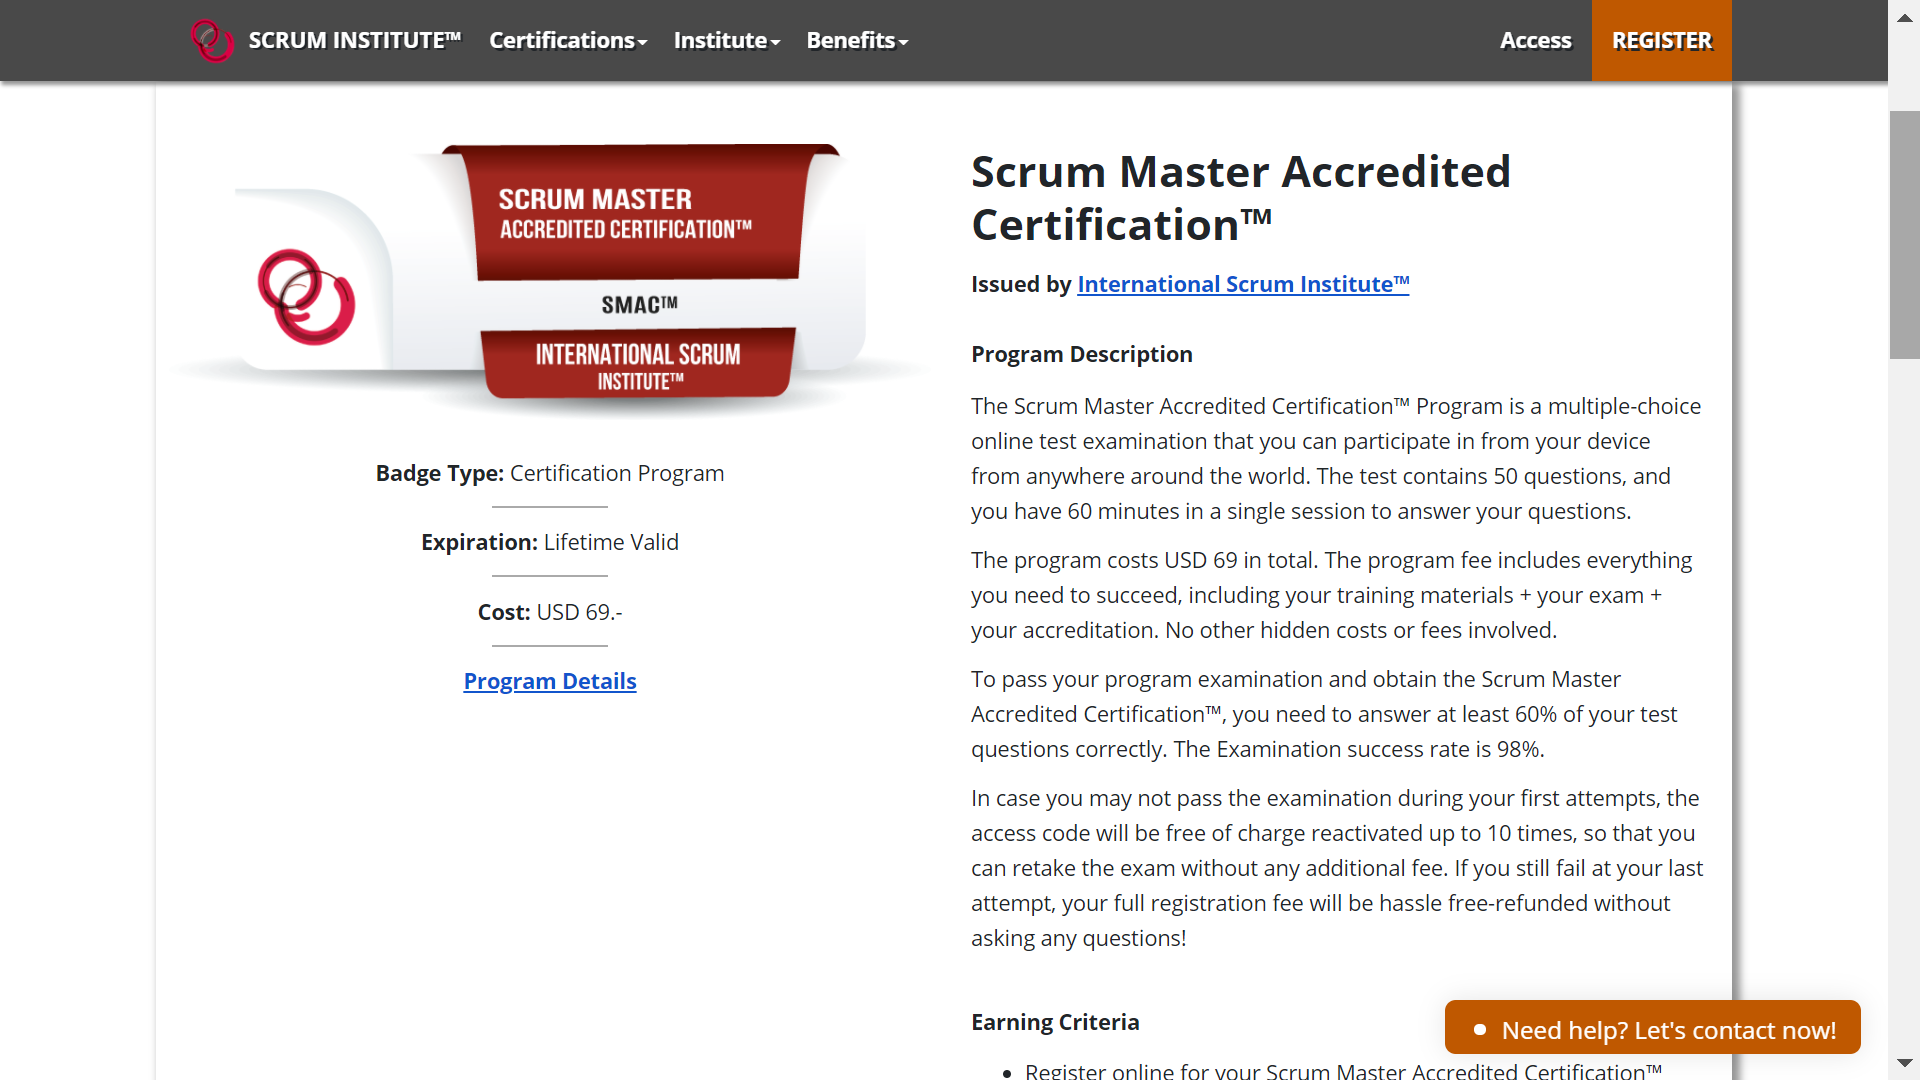 SCRUM INSTITUTE™ Certifications Institute Benefits Access REGISTER
SCRUM MASTER
ACCREDITED CERTIFICATION™
SMAC™
INTERNATIONAL SCRUM
INSTITUTE™
Badge Type: Certification Program
Expiration: Lifetime Valid
Cost: USD 69.-
Program Details
Scrum Master Accredited
Certification™
Issued by International Scrum Institute™
Program Description
The Scrum Master Accredited Certification™ Program is a multiple-choice
online test examination that you can participate in from your device
from anywhere around the world. The test contains 50 questions, and
you have 60 minutes in a single session to answer your questions.
The program costs USD 69 in total. The program fee includes everything
you need to succeed, including your training materials + your exam +
your accreditation. No other hidden costs or fees involved.
To pass your program examination and obtain the Scrum Master
Accredited Certification™, you need to answer at least 60% of your test
questions correctly. The Examination success rate is 98%.
In case you may not pass the examination during your first attempts, the
access code will be free of charge reactivated up to 10 times, so that you
can retake the exam without any additional fee. If you still fail at your last
attempt, your full registration fee will be hassle free-refunded without
asking any questions!
Earning Criteria
• Register online for your Scrum Master Accredited Certification™
Need help? Let's contact now!